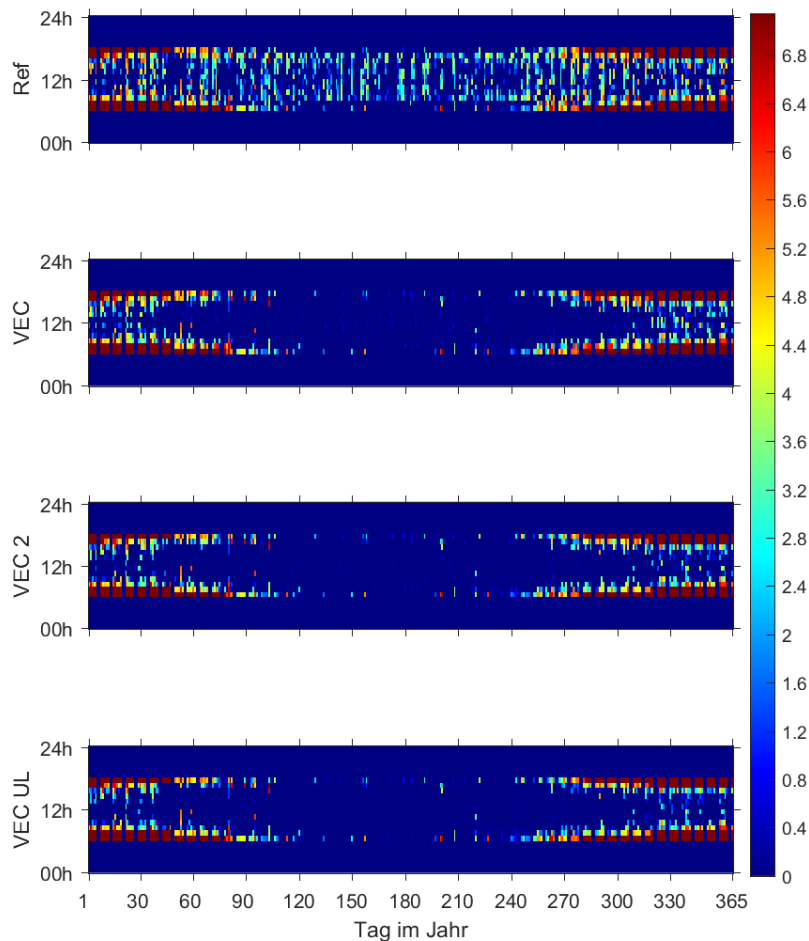 24h
12h
00h
Ref
24h
12h
00h
VEC
24h
12h
00h
VEC 2
24h
12h
00h
VEC UL
1 30 60 90 120 150 180 210 240 270 300 330 365
Tag im Jahr
6.8
6.4
6
5.6
5.2
4.8
4.4
4
3.6
3.2
2.8
2.4
2
1.6
1.2
0.8
0.4
0